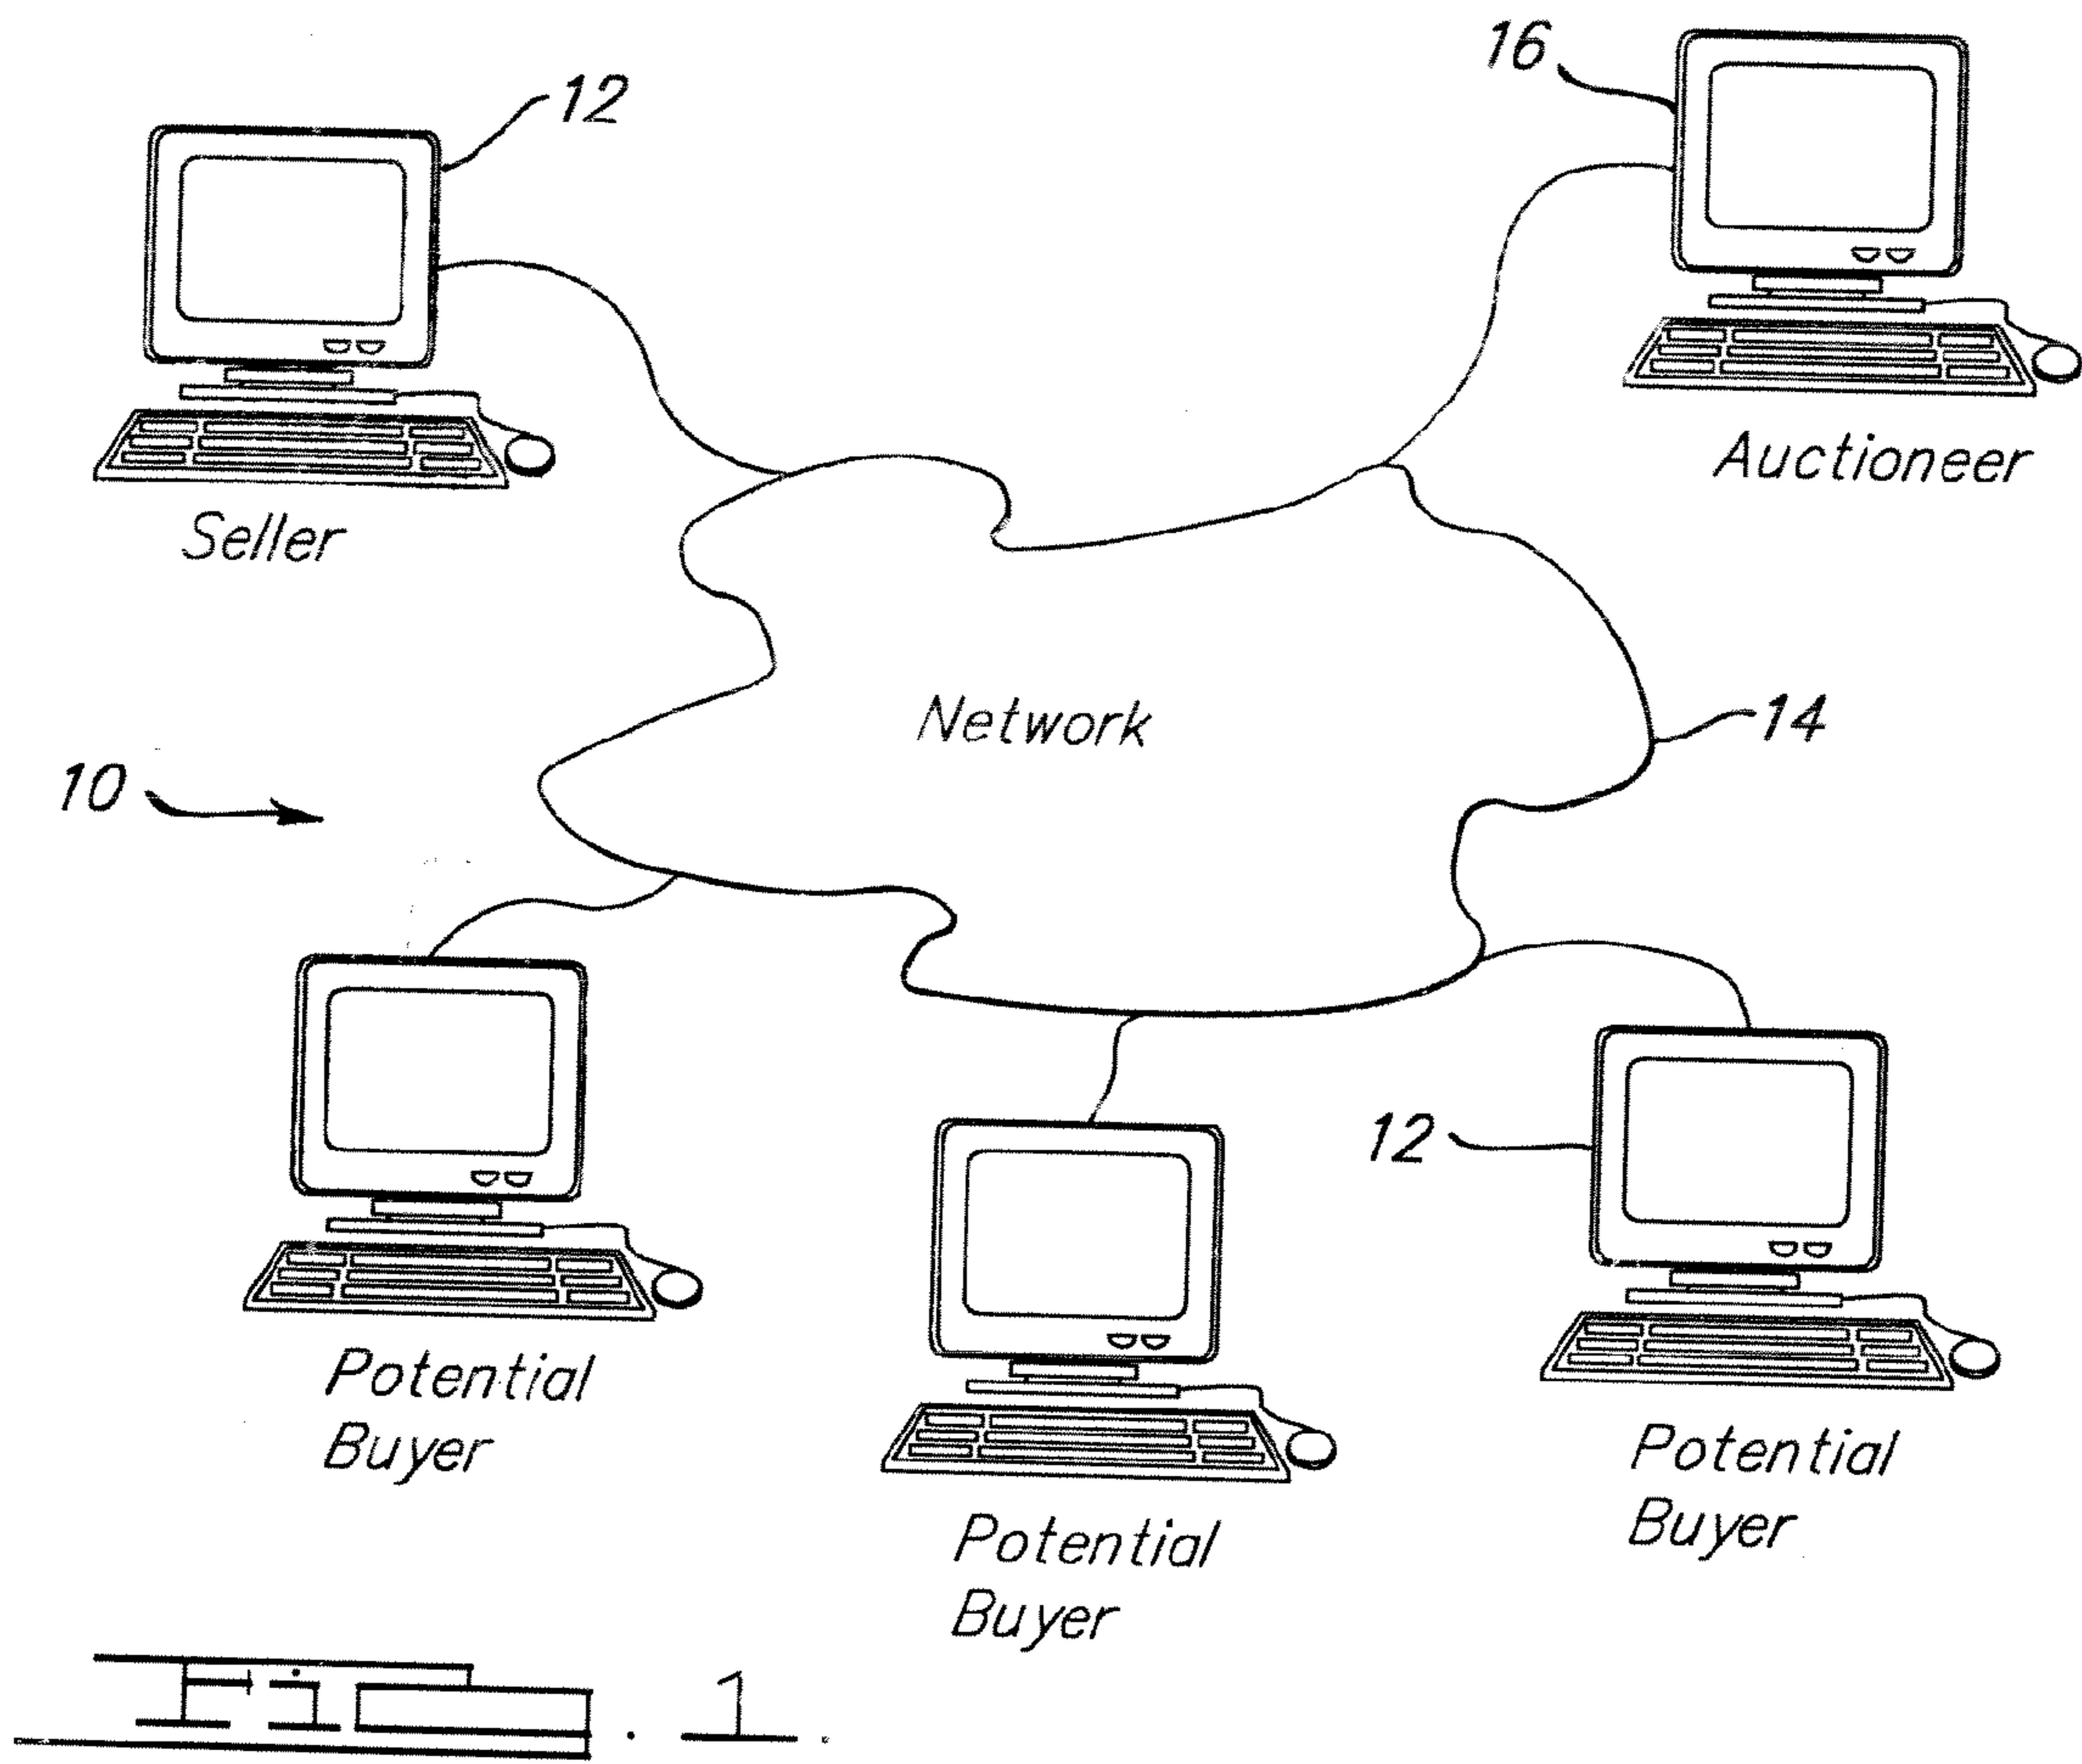 16
12
Auctioneer
Seller
Network
14
10
12
Potential
Buyer
Potential
Buyer
Potential
Buyer
Fig. 1.